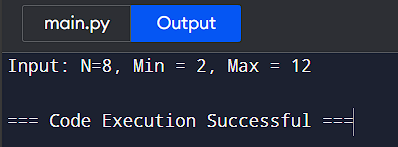 main.py Output
Input: N=8, Min = 2, Max = 12
=== Code Execution Successful ===